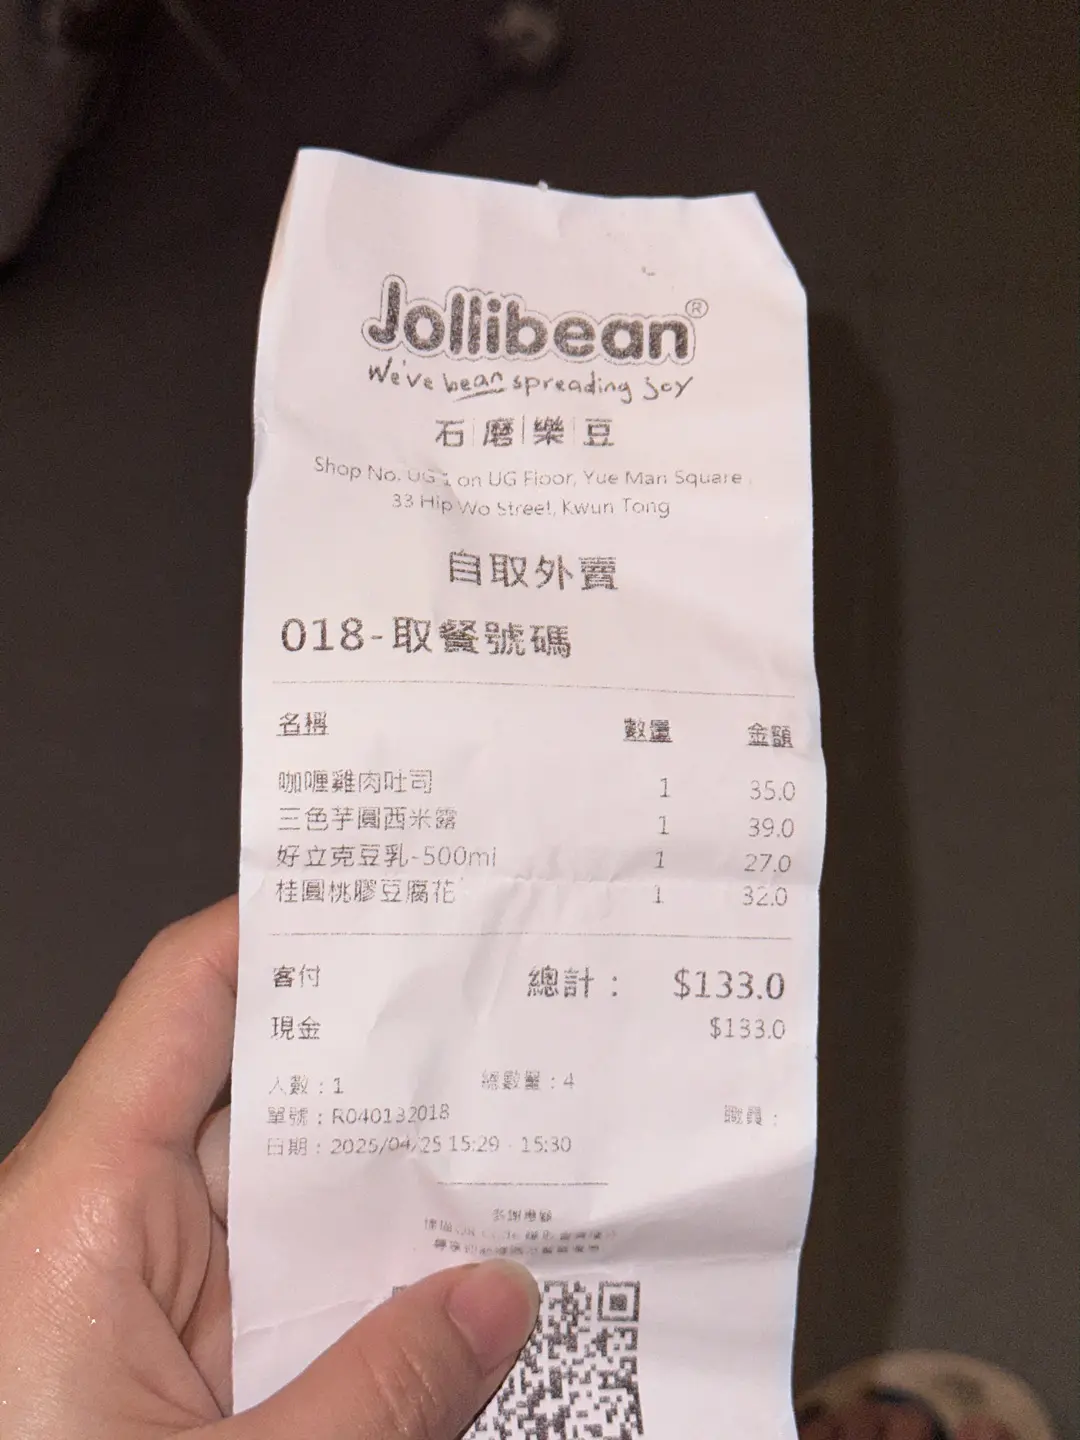 Jollibean®
We've bean spreading joy
石磨樂豆
Shop No. UG 1 on UG Floor, Yue Man Square,
33 Hip Wo Street, Kwun Tong
自取外賣
018-取餐號碼
名稱 數量 金額
咖喱雞肉吐司 1 35.0
三色芋圓西米露 1 39.0
好立克豆乳-500ml 1 27.0
桂圓桃膠豆腐花 1 32.0
客付 總計: $133.0
現金 $133.0
人數:1 總數量:4
單號:R040132018 職員:
日期:2025/04/25 15:29 - 15:30
多謝惠顧